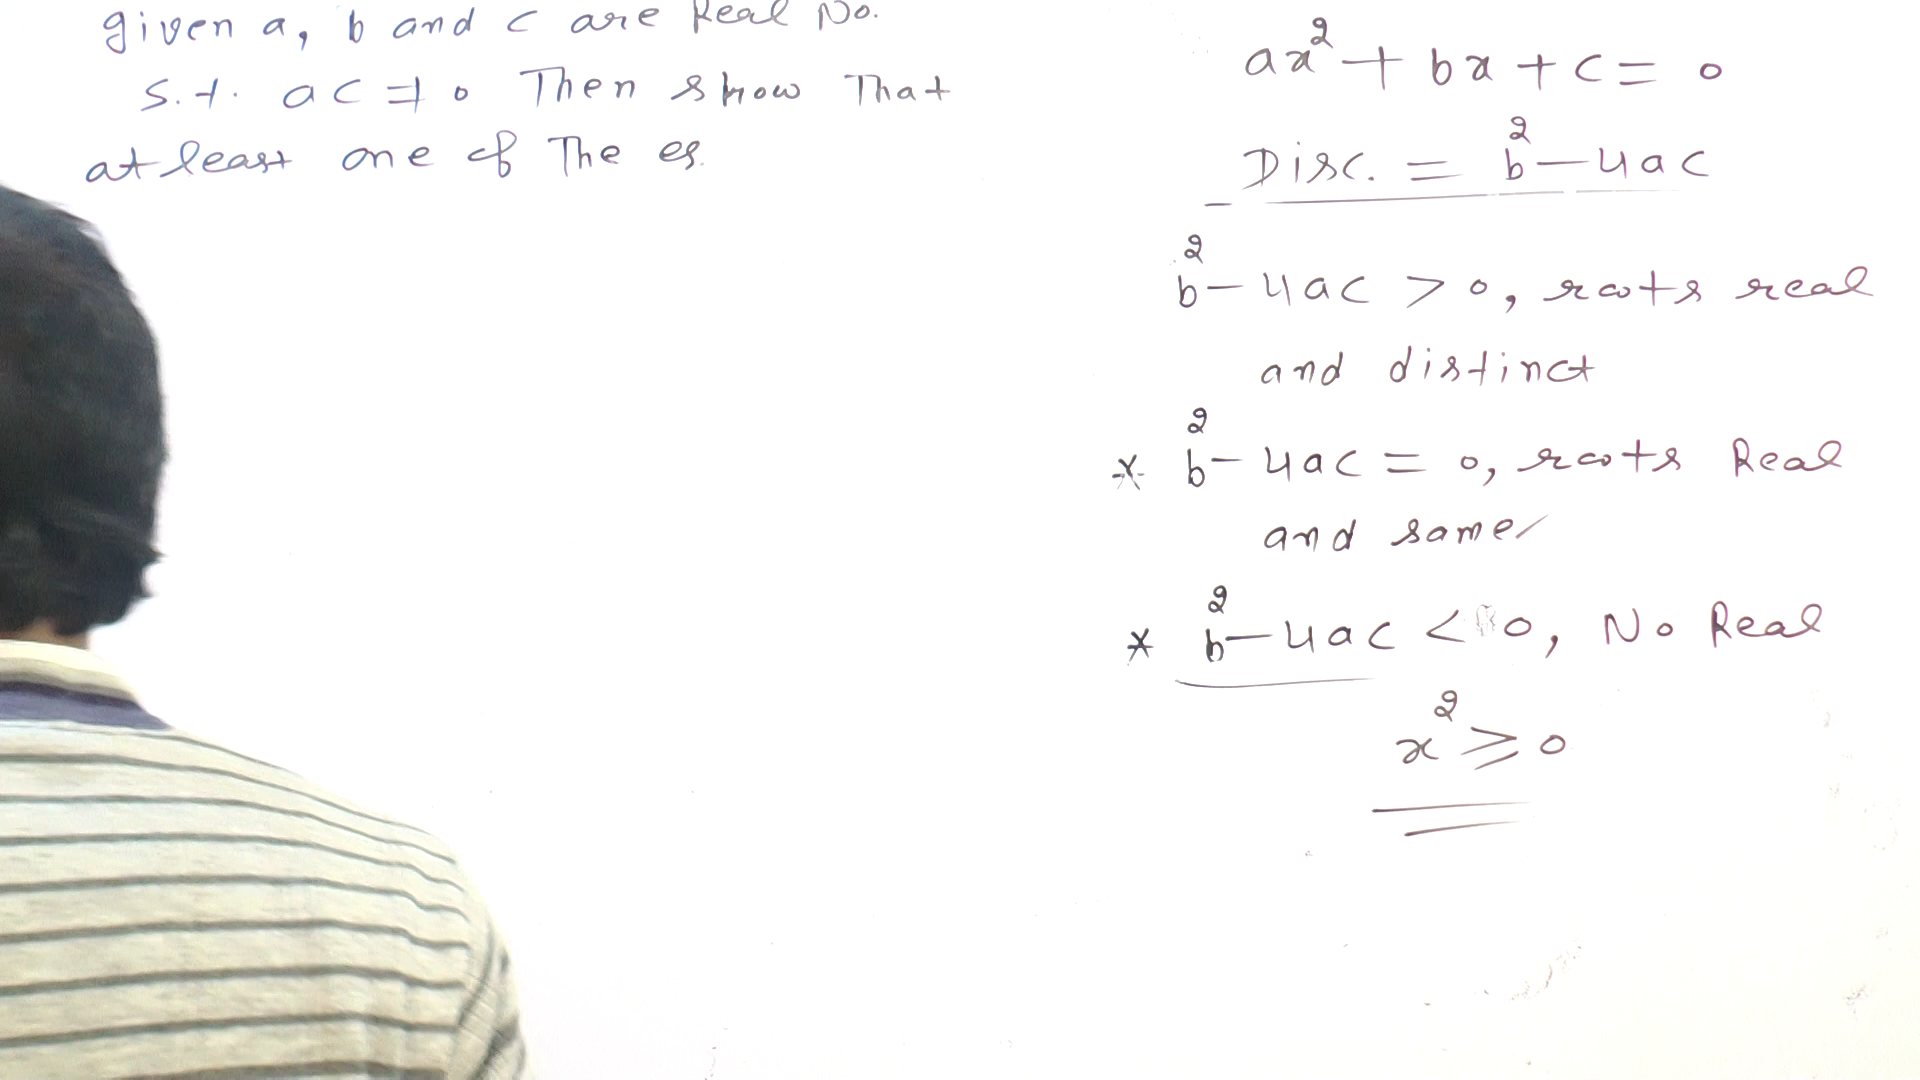 given a, b and c are Real No.
s.t. ac ≠ 0 Then show That
at least one of The eq.
ax² + bx + c = 0
Disc. = b² - 4ac
b² - 4ac > 0, roots real
and distinct
* b² - 4ac = 0, roots Real
and same
* b² - 4ac < 0, No Real
x² ≥ 0